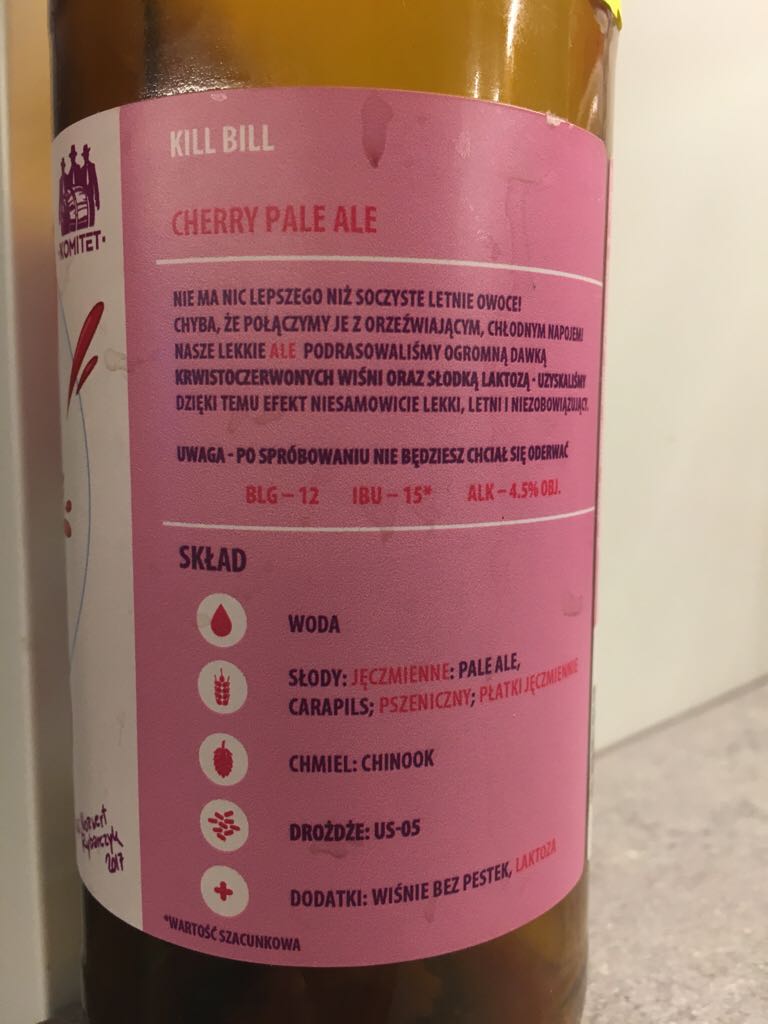 KOMITET
KILL BILL
CHERRY PALE ALE
NIE MA NIC LEPSZEGO NIŻ SOCZYSTE LETNIE OWOCE!
CHYBA, ŻE POŁĄCZYMY JE Z ORZEŹWIAJĄCYM, CHŁODNYM NAPOJEM!
NASZE LEKKIE ALE PODRASOWALIŚMY OGROMNĄ DAWKĄ
KRWISTOCZERWONYCH WIŚNI ORAZ SŁODKĄ LAKTOZĄ - UZYSKALIŚMY
DZIĘKI TEMU EFEKT NIESAMOWICIE LEKKI, LETNI I NIEZOBOWIĄZUJĄCY.
UWAGA - PO SPRÓBOWANIU NIE BĘDZIESZ CHCIAŁ SIĘ ODERWAĆ
BLG – 12 IBU – 15* ALK – 4.5% OBJ.
SKŁAD
WODA
SŁODY: JĘCZMIENNE: PALE ALE,
CARAPILS; PSZENICZNY; PŁATKI JĘCZMIENNIE
CHMIEL: CHINOOK
DROŻDŻE: US-05
DODATKI: WIŚNIE BEZ PESTEK, LAKTOZA
*WARTOŚĆ SZACUNKOWA
Norbert
Rybarczyk
2017